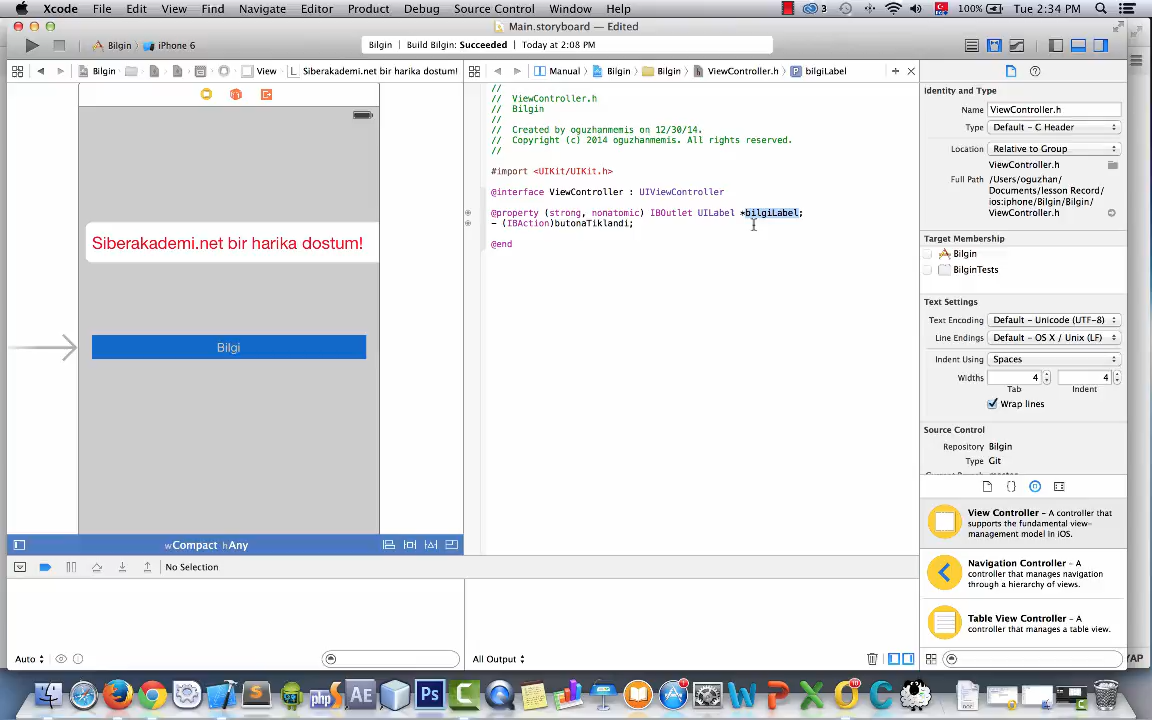 Xcode File Edit View Find Navigate Editor Product Debug Source Control Window Help 3 100% Tue 2:34 PM
Main.storyboard — Edited
Bilgin iPhone 6
Bilgin Build Bilgin: Succeeded Today at 2:08 PM
Bilgin View Siberakademi.net bir harika dostum!
Manual Bilgin Bilgin ViewController.h bilgiLabel
//
// ViewController.h
// Bilgin
//
// Created by oguzhanmemis on 12/30/14.
// Copyright (c) 2014 oguzhanmemis. All rights reserved.
//
#import <UIKit/UIKit.h>
@interface ViewController : UIViewController
@property (strong, nonatomic) IBOutlet UILabel *bilgiLabel;
- (IBAction)butonaTiklandi;
@end
Siberakademi.net bir harika dostum!
Bilgi
wCompact hAny
No Selection
Auto
All Output
Identity and Type
Name ViewController.h
Type Default - C Header
Location Relative to Group
ViewController.h
Full Path /Users/oguzhan/
Documents/lesson Record/
ios:iphone/Bilgin/Bilgin/
ViewController.h
Target Membership
Bilgin
BilginTests
Text Settings
Text Encoding Default - Unicode (UTF-8)
Line Endings Default - OS X / Unix (LF)
Indent Using Spaces
Widths 4 4
Tab Indent
Wrap lines
Source Control
Repository Bilgin
Type Git
View Controller - A
controller that
supports the fundamental view-
management model in iOS.
Navigation Controller - A
controller that manages navigation
through a hierarchy of views.
Table View Controller - A
controller that manages a table view.
YAP
php
AE
Ps